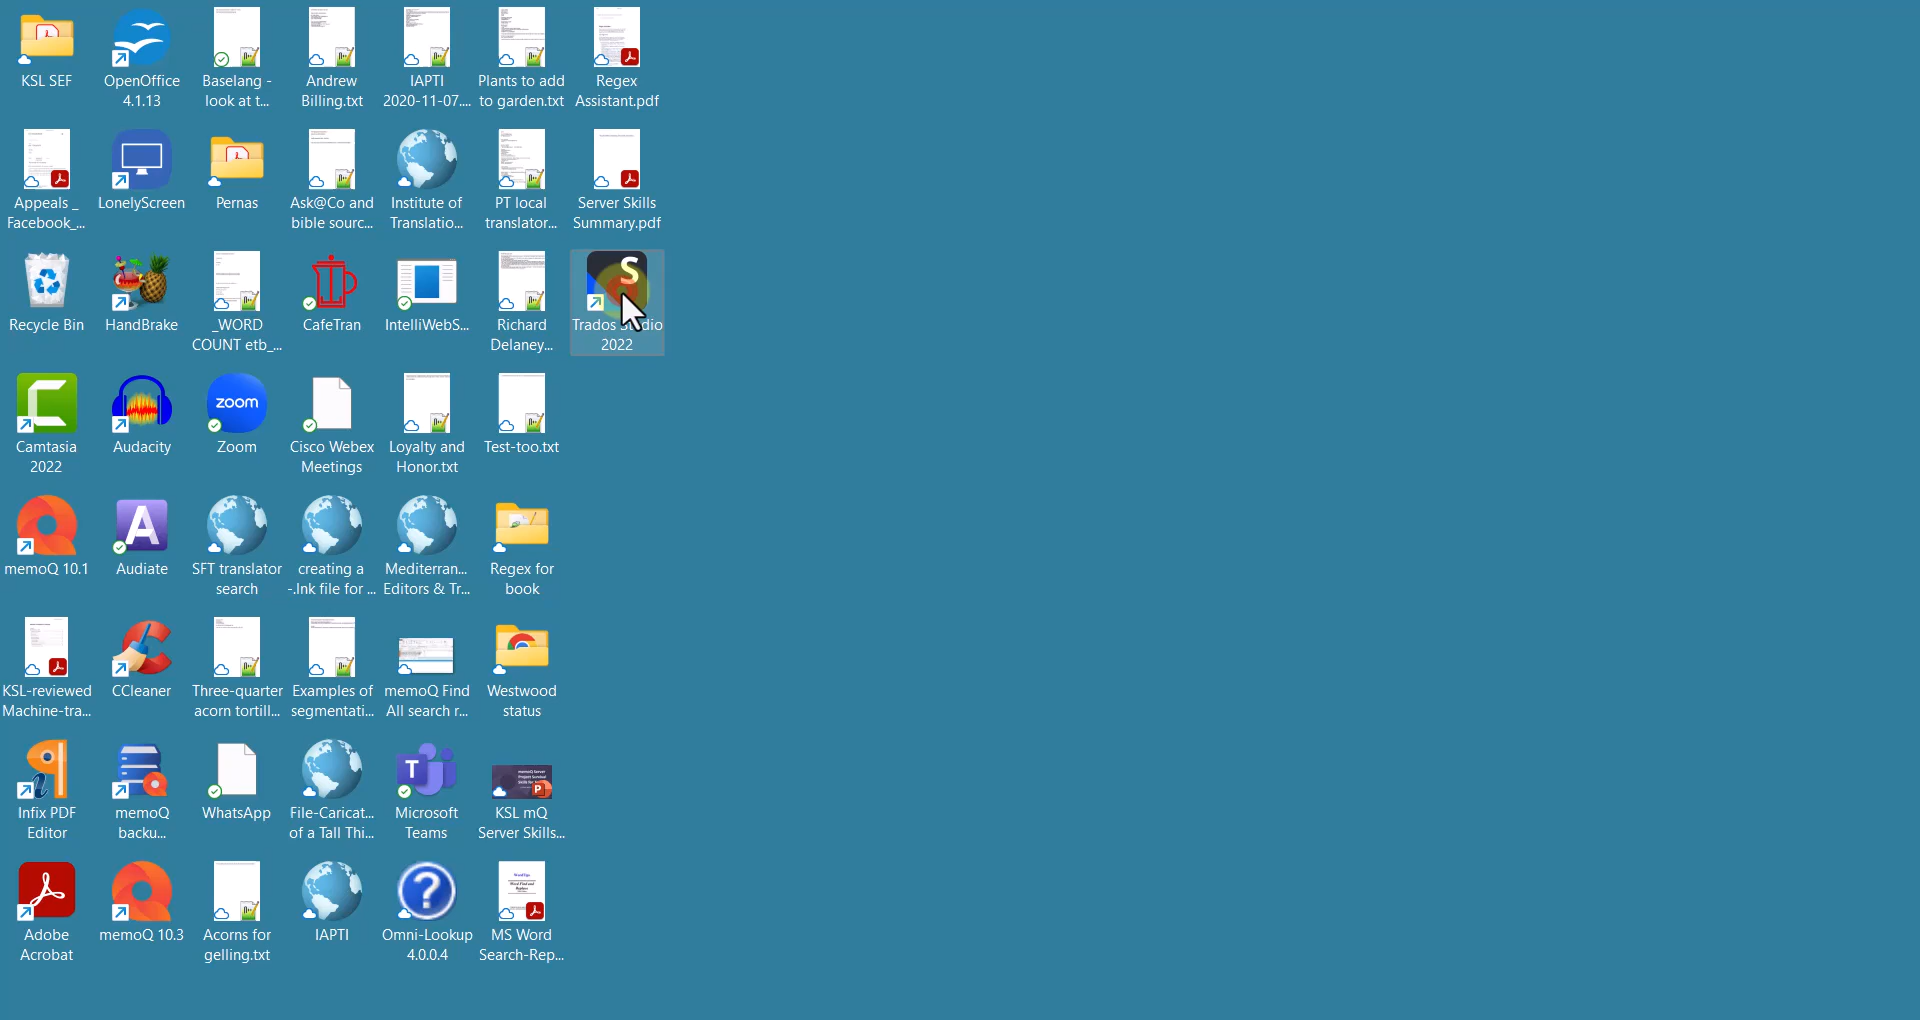 KSL SEF
OpenOffice
4.1.13
Baselang -
look at t...
Andrew
Billing.txt
IAPTI
2020-11-07....
Plants to add
to garden.txt
Regex
Assistant.pdf
Appeals _
Facebook_...
LonelyScreen
Pernas
Ask@Co and
bible sourc...
Institute of
Translatio...
PT local
translator...
Server Skills
Summary.pdf
Recycle Bin
HandBrake
_WORD
COUNT etb_...
CafeTran
IntelliWebS...
Richard
Delaney...
S
Trados Studio
2022
Camtasia
2022
Audacity
zoom
Zoom
Cisco Webex
Meetings
Loyalty and
Honor.txt
Test-too.txt
memoQ 10.1
A
Audiate
SFT translator
search
creating a
-.lnk file for ...
Mediterran...
Editors & Tr...
Regex for
book
KSL-reviewed
Machine-tra...
CCleaner
Three-quarter
acorn tortill...
Examples of
segmentati...
memoQ Find
All search r...
Westwood
status
Infix PDF
Editor
memoQ
backu...
WhatsApp
File-Caricat...
of a Tall Thi...
T
Microsoft
Teams
P
KSL mQ
Server Skills...
Adobe
Acrobat
memoQ 10.3
Acorns for
gelling.txt
IAPTI
?
Omni-Lookup
4.0.0.4
MS Word
Search-Rep...